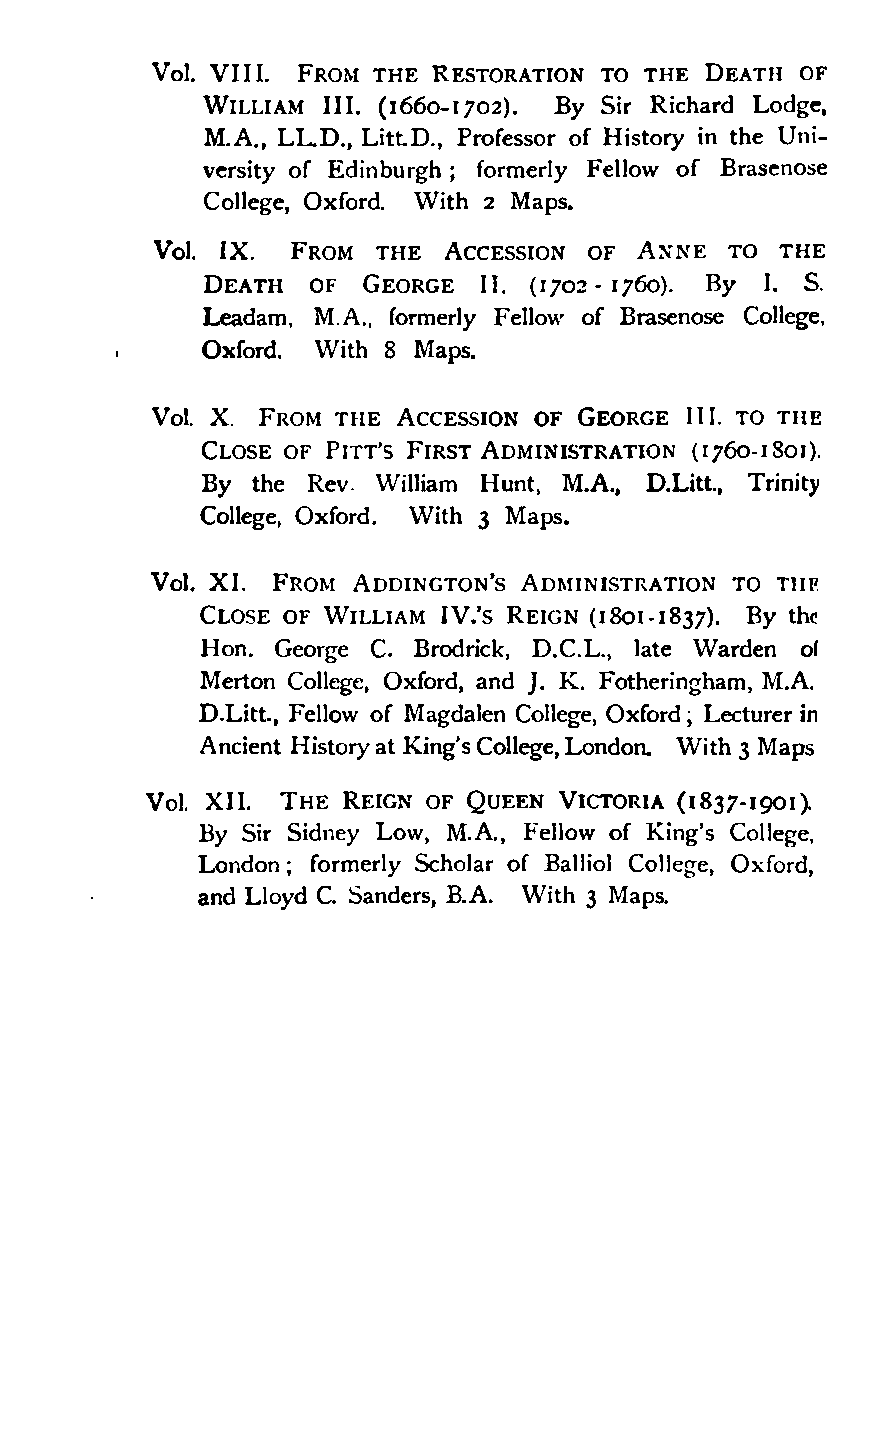 Vol. VIII. FROM THE RESTORATION TO THE DEATH OF
WILLIAM III. (1660-1702). By Sir Richard Lodge,
M.A., LL.D., Litt.D., Professor of History in the Uni-
versity of Edinburgh; formerly Fellow of Brasenose
College, Oxford. With 2 Maps.
Vol. IX. FROM THE ACCESSION OF ANNE TO THE
DEATH OF GEORGE II. (1702-1760). By I. S.
Leadam, M.A., formerly Fellow of Brasenose College,
Oxford. With 8 Maps.
Vol. X. FROM THE ACCESSION OF GEORGE III. TO THE
CLOSE OF PITT'S FIRST ADMINISTRATION (1760-1801).
By the Rev. William Hunt, M.A., D.Litt., Trinity
College, Oxford. With 3 Maps.
Vol. XI. FROM ADDINGTON'S ADMINISTRATION TO THE
CLOSE OF WILLIAM IV.'S REIGN (1801-1837). By the
Hon. George C. Brodrick, D.C.L., late Warden of
Merton College, Oxford, and J. K. Fotheringham, M.A.
D.Litt., Fellow of Magdalen College, Oxford; Lecturer in
Ancient History at King's College, London. With 3 Maps
Vol. XII. THE REIGN OF QUEEN VICTORIA (1837-1901).
By Sir Sidney Low, M.A., Fellow of King's College,
London; formerly Scholar of Balliol College, Oxford,
and Lloyd C. Sanders, B.A. With 3 Maps.